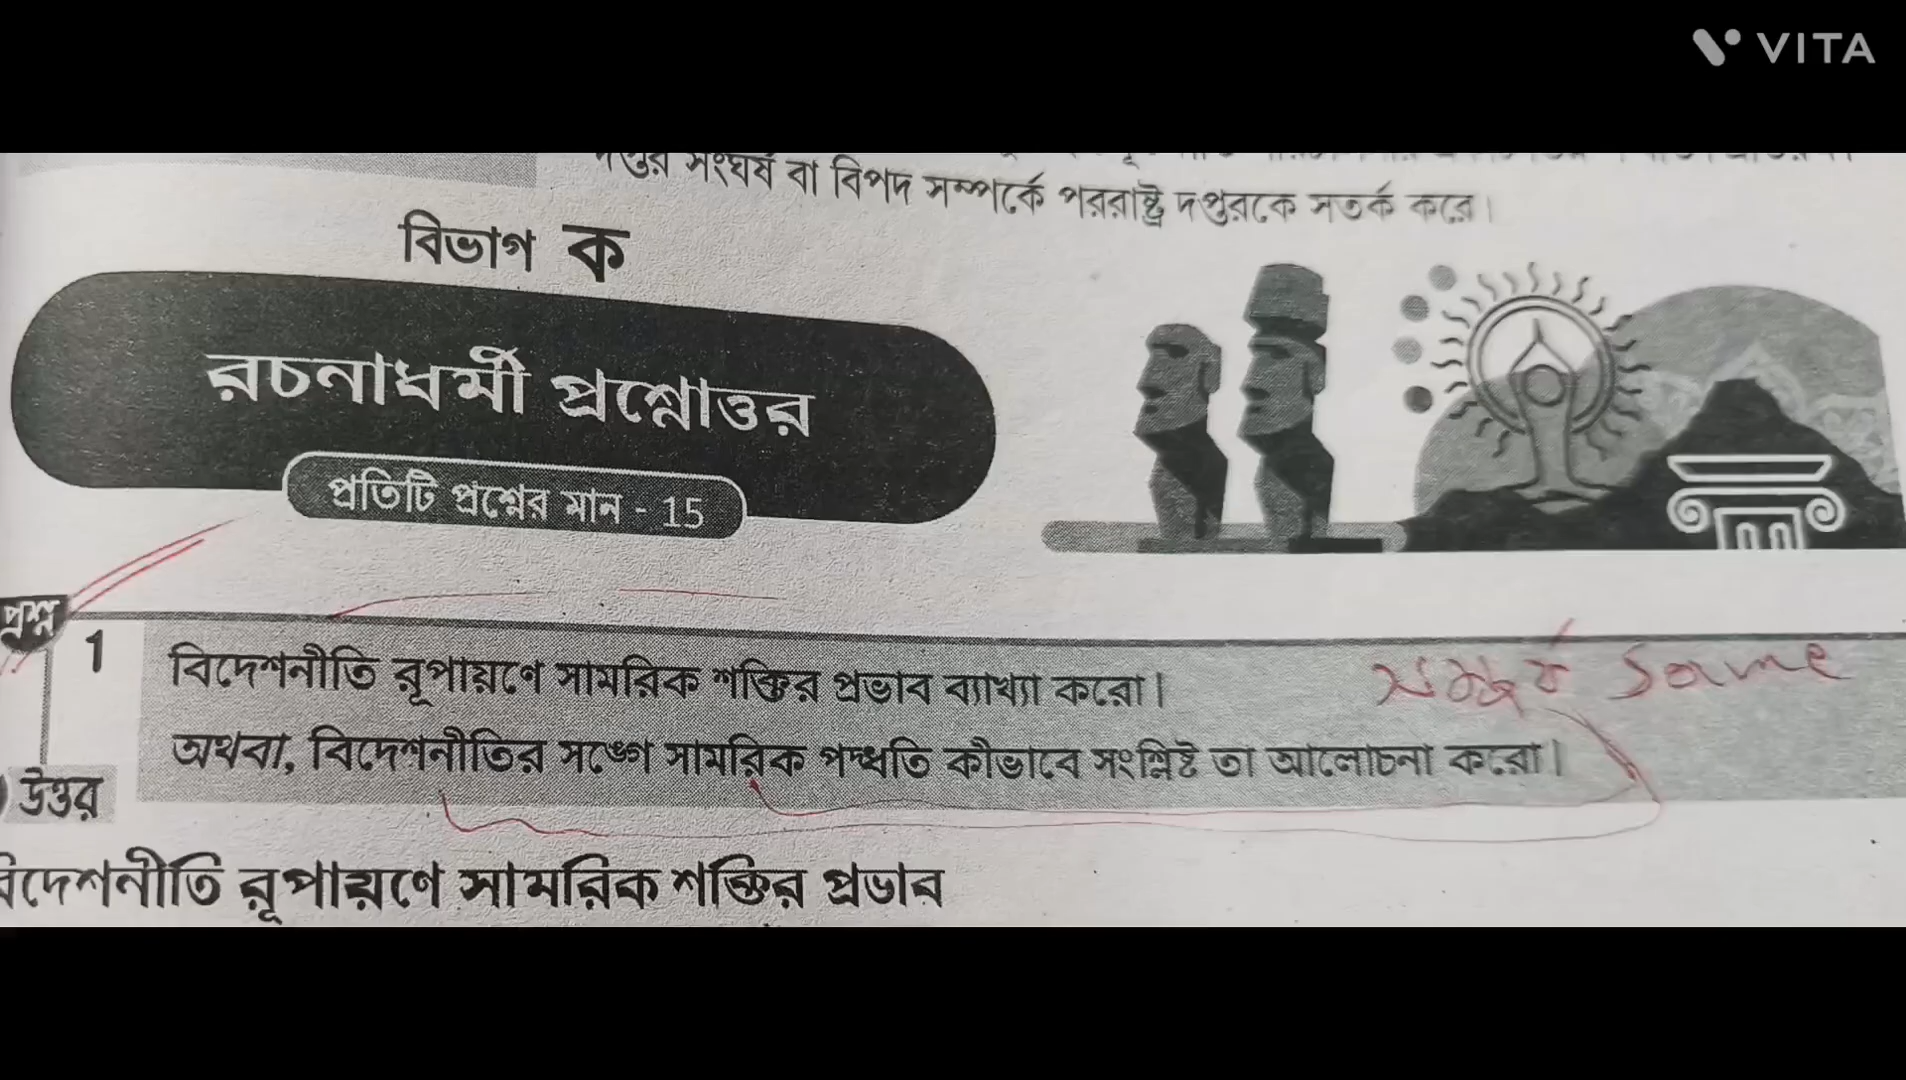 VITA
দপ্তর সংঘর্ষ বা বিপদ সম্পর্কে পররাষ্ট্র দপ্তরকে সতর্ক করে।
বিভাগ ক
রচনাধর্মী প্রশ্নোত্তর
প্রতিটি প্রশ্নের মান - 15
প্রশ্ন
1
বিদেশনীতি রূপায়ণে সামরিক শক্তির প্রভাব ব্যাখ্যা করো।
same
অথবা, বিদেশনীতির সঙ্গে সামরিক পদ্ধতি কীভাবে সংশ্লিষ্ট তা আলোচনা করো।
উত্তর
বিদেশনীতি রূপায়ণে সামরিক শক্তির প্রভাব